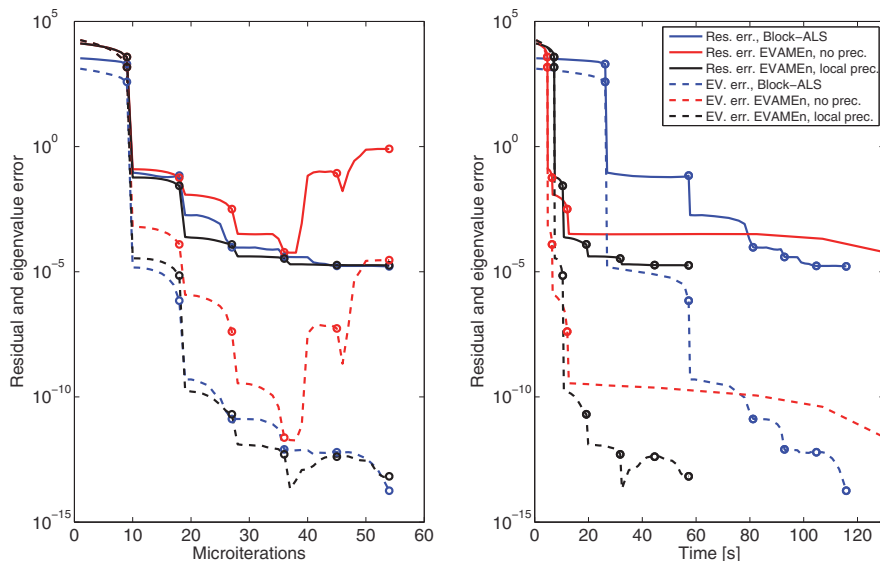 Residual and eigenvalue error
10^5
10^0
10^−5
10^−10
10^−15
0 10 20 30 40 50 60
Microiterations
Residual and eigenvalue error
10^5
10^0
10^−5
10^−10
10^−15
0 20 40 60 80 100 120
Time [s]
Res. err., Block−ALS
Res. err. EVAMEn, no prec.
Res. err. EVAMEn, local prec.
EV. err., Block−ALS
EV. err. EVAMEn, no prec.
EV. err. EVAMEn, local prec.